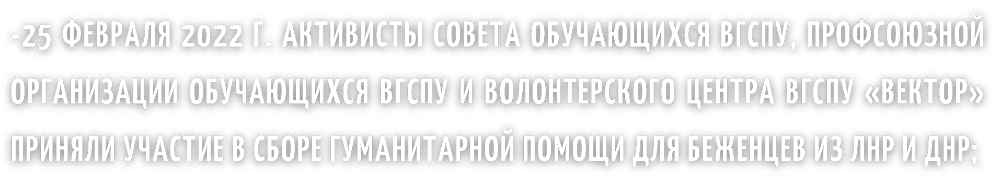 -25 ФЕВРАЛЯ 2022 Г. АКТИВИСТЫ СОВЕТА ОБУЧАЮЩИХСЯ ВГСПУ, ПРОФСОЮЗНОЙ
ОРГАНИЗАЦИИ ОБУЧАЮЩИХСЯ ВГСПУ И ВОЛОНТЕРСКОГО ЦЕНТРА ВГСПУ «ВЕКТОР»
ПРИНЯЛИ УЧАСТИЕ В СБОРЕ ГУМАНИТАРНОЙ ПОМОЩИ ДЛЯ БЕЖЕНЦЕВ ИЗ ЛНР И ДНР;